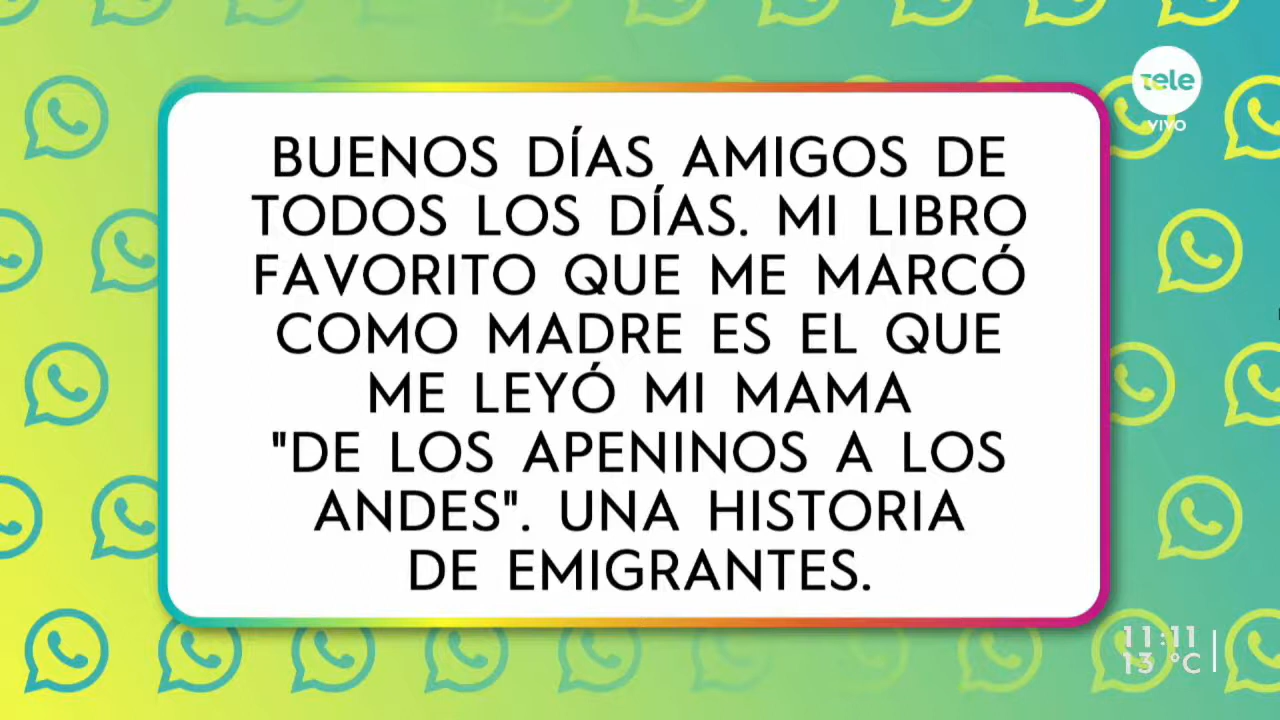 BUENOS DÍAS AMIGOS DE
TODOS LOS DÍAS. MI LIBRO
FAVORITO QUE ME MARCÓ
COMO MADRE ES EL QUE
ME LEYÓ MI MAMA
"DE LOS APENINOS A LOS
ANDES". UNA HISTORIA
DE EMIGRANTES.
tele
VIVO
11:11
13 °C